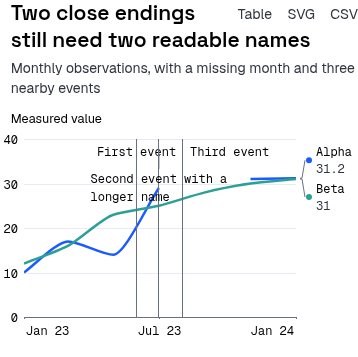 Two close endings
Table SVG CSV
still need two readable names
Monthly observations, with a missing month and three
nearby events
Measured value
40
First event Third event
Alpha
31.2
30
Second event with a
longer name
Beta
31
20
10
0
Jan 23 Jul 23 Jan 24